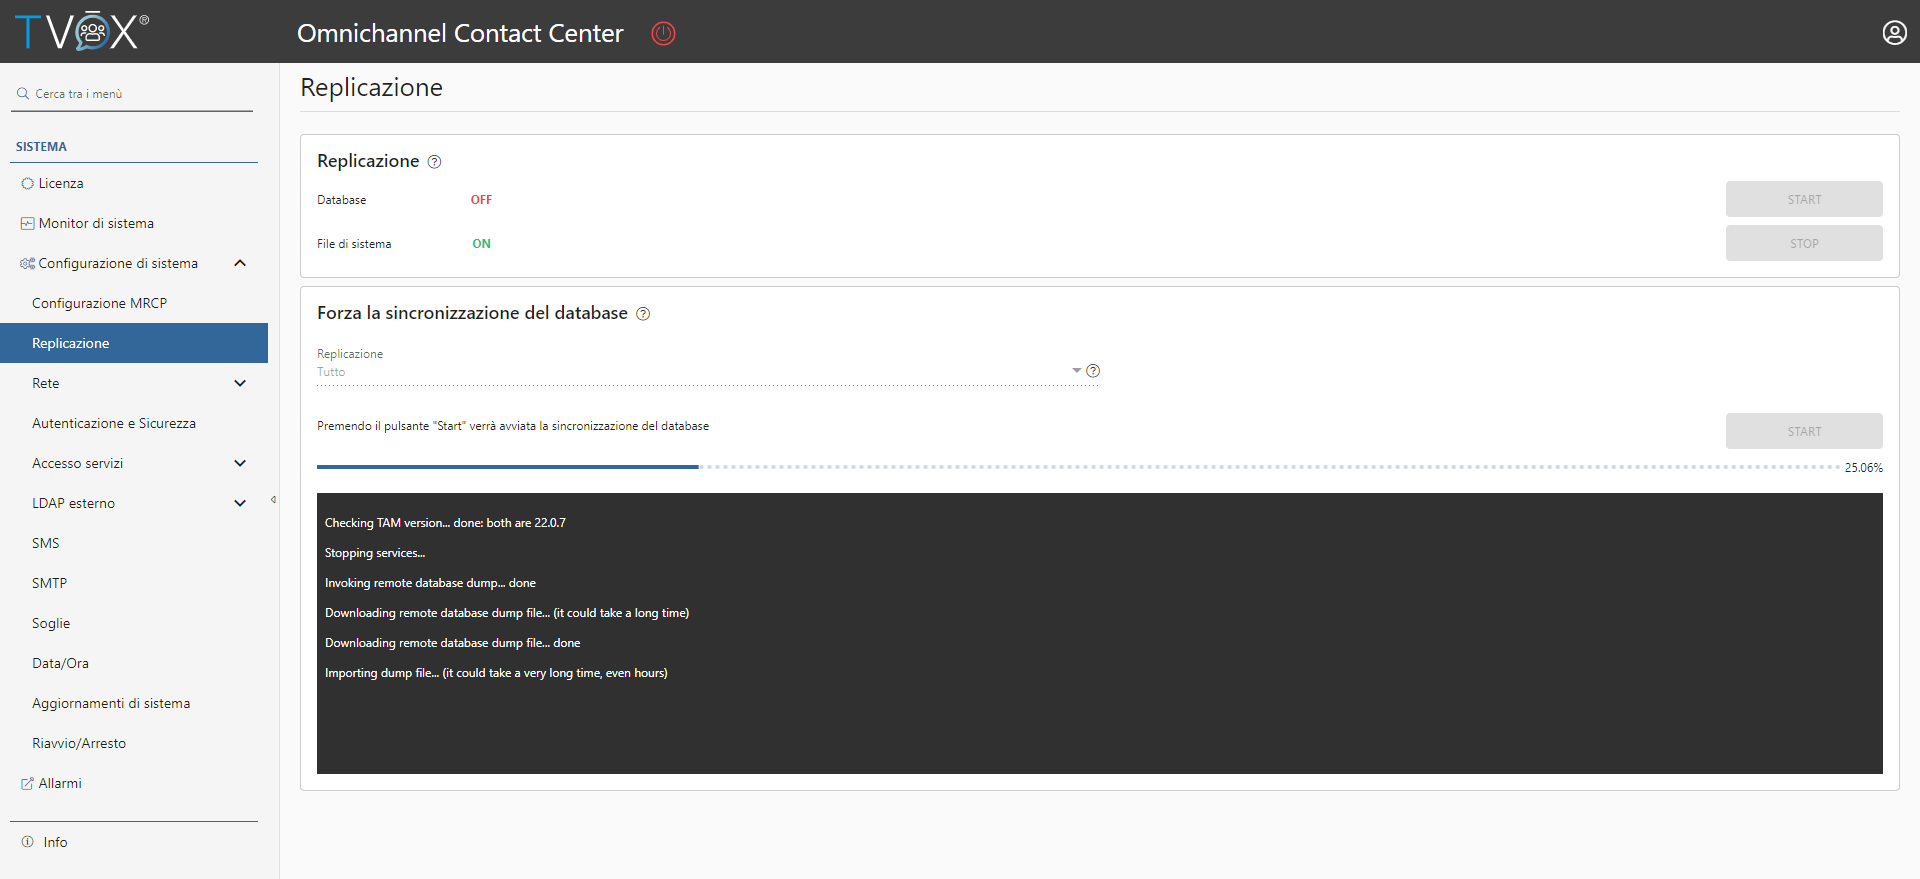 TVOX®
Omnichannel Contact Center
Cerca tra i menù
SISTEMA
Licenza
Monitor di sistema
Configurazione di sistema
Configurazione MRCP
Replicazione
Rete
Autenticazione e Sicurezza
Accesso servizi
LDAP esterno
SMS
SMTP
Soglie
Data/Ora
Aggiornamenti di sistema
Riavvio/Arresto
Allarmi
Info
Replicazione
Replicazione ?
Database OFF START
File di sistema ON STOP
Forza la sincronizzazione del database ?
Replicazione
Tutto ?
Premendo il pulsante "Start" verrà avviata la sincronizzazione del database START
25.06%
Checking TAM version... done: both are 22.0.7
Stopping services...
Invoking remote database dump... done
Downloading remote database dump file... (it could take a long time)
Downloading remote database dump file... done
Importing dump file... (it could take a very long time, even hours)